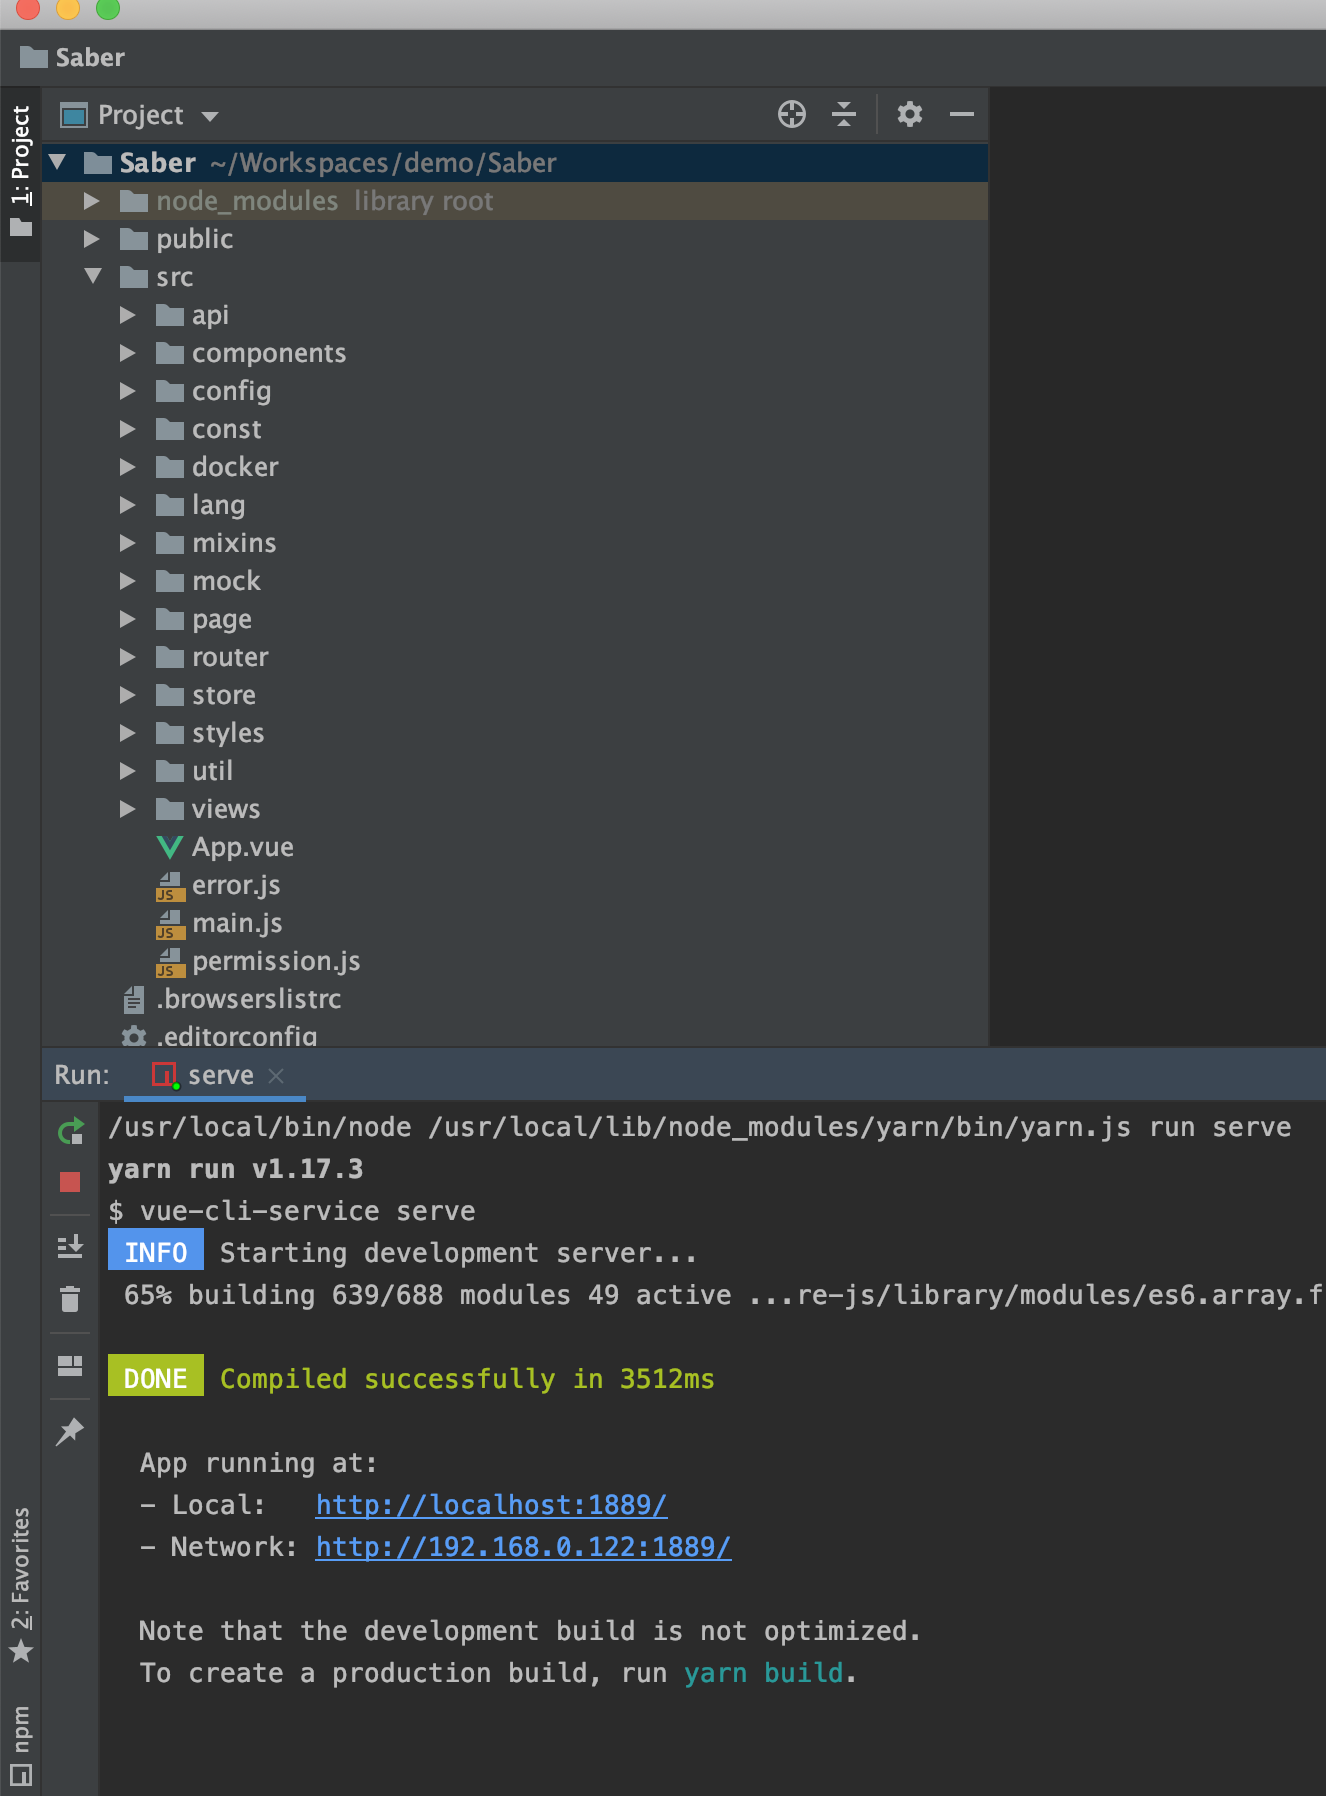 Saber
1: Project
Project
Saber ~/Workspaces/demo/Saber
node_modules library root
public
src
api
components
config
const
docker
lang
mixins
mock
page
router
store
styles
util
views
App.vue
JS error.js
JS main.js
JS permission.js
.browserslistrc
.editorconfig
Run: serve
/usr/local/bin/node /usr/local/lib/node_modules/yarn/bin/yarn.js run serve
yarn run v1.17.3
$ vue-cli-service serve
INFO Starting development server...
65% building 639/688 modules 49 active ...re-js/library/modules/es6.array.f
DONE Compiled successfully in 3512ms
App running at:
- Local: http://localhost:1889/
- Network: http://192.168.0.122:1889/
Note that the development build is not optimized.
To create a production build, run yarn build.
2: Favorites
npm